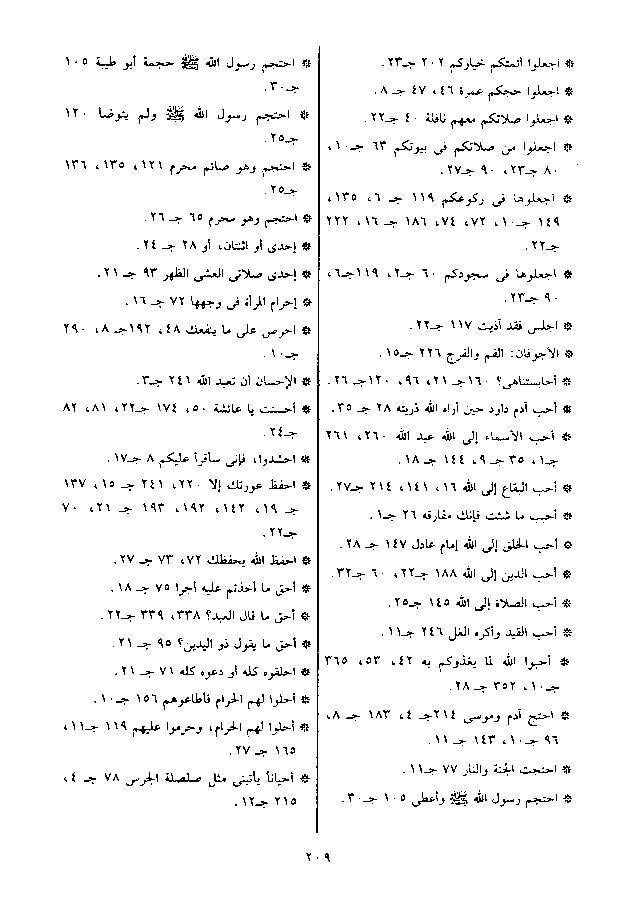 * اجعلوا أئمتكم خياركم ٢٠٢ جـ٢٣.
* اجعلوا حجكم عمرة ٤٦، ٤٧ جـ ٨.
* اجعلوا صلاتكم معهم نافلة ٤٠ جـ٢٢.
* اجعلوا من صلاتكم فى بيوتكم ٦٣ جـ١٠،
٨٠ جـ٢٣، ٩٠ جـ٢٧.
* اجعلوها فى ركوعكم ١١٩ جـ ٦، ١٣٥،
١٤٩ جـ١٠، ٧٢، ٧٤، ١٨٦ جـ ١٦، ٢٢٢
جـ٢٢.
* اجعلوها فى سجودكم ٦٠ جـ٢، ١١٩جـ٦،
٩٠ جـ٢٣.
* اجلس فقد آذيت ١١٧ جـ٢٢.
* الأجوفان: الفم والفرج ٢٢٦ جـ١٥.
* أحابستناهى؟ ١٦٠جـ ٢١، ٩٦، ١٢٠جـ ٢٦.
* أحب آدم داود حين أراه الله ذريته ٢٨ جـ ٣٥.
* أحب الأسماء إلى الله عبد الله ٢٦٠، ٢٦١
جـ١، ٣٥ جـ ٩، ١٤٤ جـ ١٨.
* أحب البقاع إلى الله ١٦، ١٤١، ٢١٤ جـ٢٧.
* أحبب ما شئت فإنك مفارقه ٢٦ جـ١.
* أحب الخلق إلى الله إمام عادل ١٤٧ جـ ٢٨.
* أحب الدين إلى الله ١٨٨ جـ٢٢، ٦٠ جـ٣٢.
* أحب الصلاة إلى الله ١٤٥ جـ٢٥.
* أحب القيد وأكره الغل ٢٤٦ جـ١١.
* أحبوا الله لما يغذوكم به ٤٢، ٥٣، ٣٦٥
جـ١٠، ٣٥٢ جـ ٢٨.
* احتج آدم وموسى ٢١٤جـ ٤، ١٨٣ جـ ٨،
٩٦ جـ١٠، ١٤٣ جـ ١١.
* احتجت الجنة والنار ٧٧ جـ١١.
* احتجم رسول الله ﷺ وأعطى ١٠٥ جـ٣٠.
* احتجم رسول الله ﷺ حجمة أبو طيبة ١٠٥
جـ٣٠.
* احتجم رسول الله ﷺ ولم يتوضأ ١٢٠
جـ٢٥.
* احتجم وهو صائم محرم ١٢١، ١٣٥، ١٣٦
جـ٢٥.
* احتجم وهو محرم ٦٥ جـ ٢٦.
* إحدى أو اثنتان، أو ٢٨ جـ ٢٤.
* إحدى صلاتى العشى الظهر ٩٣ جـ ٢١.
* إحرام المرأة فى وجهها ٧٢ جـ ١٦.
* احرص على ما ينفعك ٤٨، ١٩٢جـ ٨، ٢٩٠
جـ١٠.
* الإحسان أن تعبد الله ٢٤١ جـ٣.
* أحسنت يا عائشة ٥٠، ١٧٤ جـ٢٢، ٨١، ٨٢
جـ٢٤.
* احشدوا، فإنى سأقرأ عليكم ٨ جـ١٧.
* احفظ عورتك إلا ٢٢٠، ٢٤١ جـ ١٥، ١٣٧
جـ ١٩، ١٤٢، ١٩٢، ١٩٣ جـ ٢١، ٧٠
جـ٢٢.
* احفظ الله يحفظك ٧٢، ٧٣ جـ ٢٧.
* أحق ما أخذتم عليه أجرا ٧٥ جـ ١٨.
* أحق ما قال العبد؟ ٣٣٨، ٣٣٩ جـ٢٢.
* أحق ما يقول ذو اليدين؟ ٩٥ جـ ٢١.
* احلقوه كله أو دعوه كله ٧١ جـ ٢١.
* أحلوا لهم الحرام فأطاعوهم ١٥٦ جـ١٠.
* أحلوا لهم الحرام، وحرموا عليهم ١١٩ جـ١١،
١٦٥ جـ ٢٧.
* أحيانًا يأتينى مثل صلصلة الجرس ٧٨ جـ ٤،
٢١٥ جـ١٢.
٢٠٩